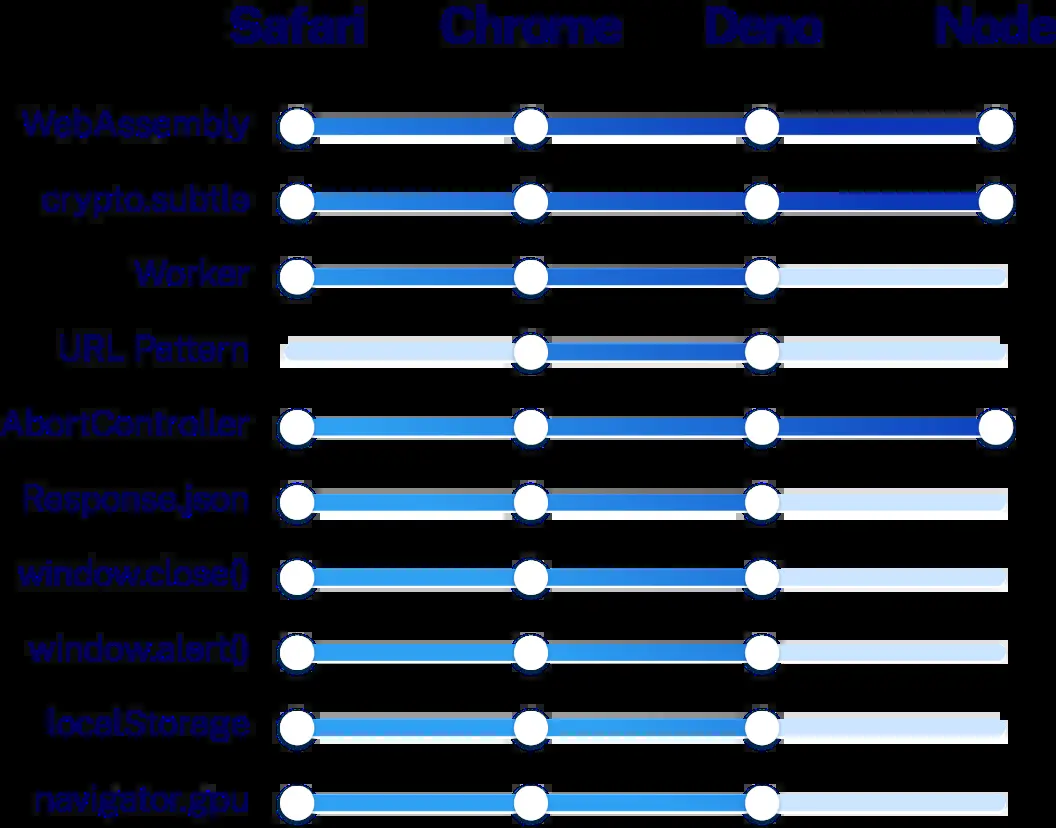 Safari Chrome Deno Node
WebAssembly
crypto.subtle
Worker
URL Pattern
AbortController
Response.json
window.close()
window.alert()
localStorage
navigator.gpu